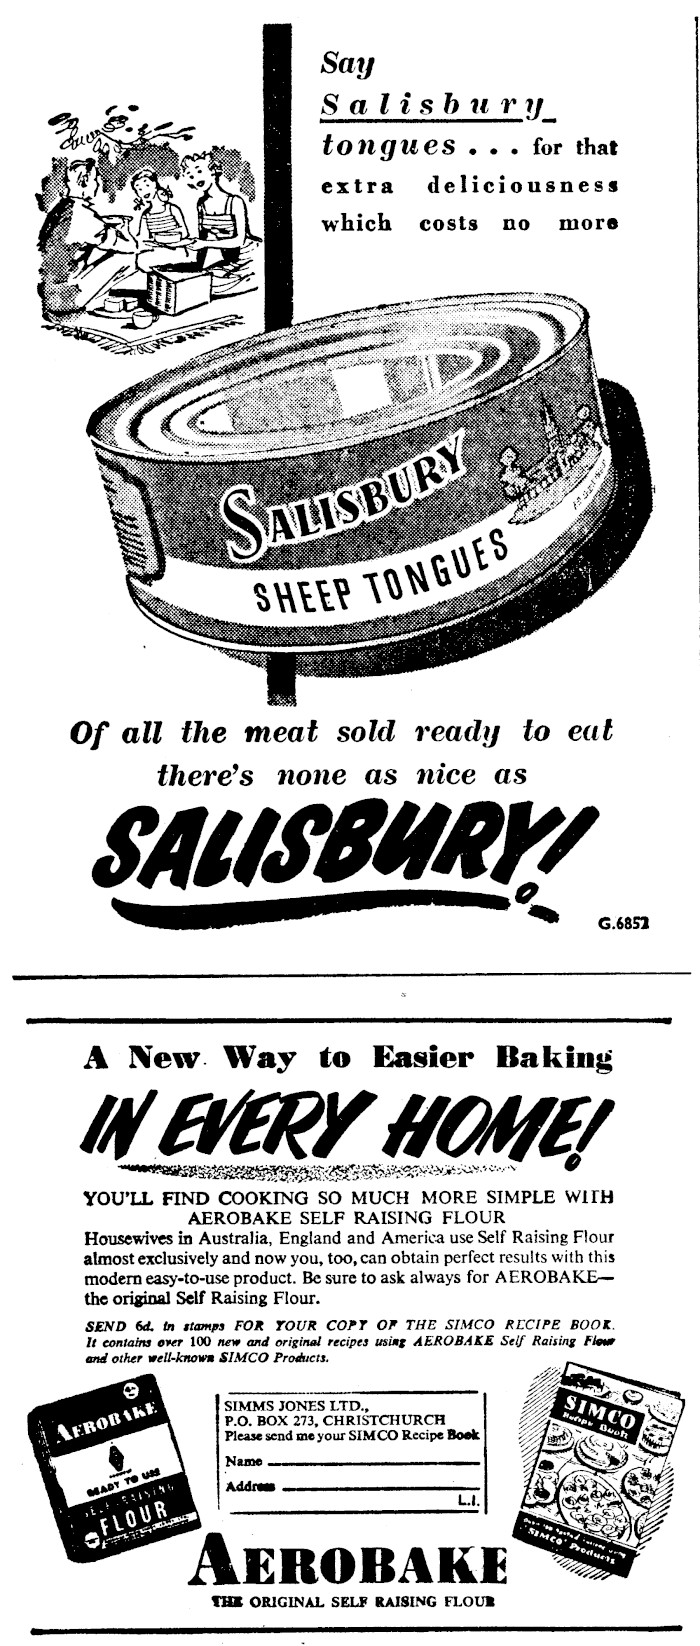 Say
Salisbury
tongues . . . for that
extra deliciousness
which costs no more
SALISBURY
SHEEP TONGUES
Of all the meat sold ready to eat
there's none as nice as
SALISBURY!
G.6852
A New Way to Easier Baking
IN EVERY HOME!
YOU'LL FIND COOKING SO MUCH MORE SIMPLE WITH
AEROBAKE SELF RAISING FLOUR
Housewives in Australia, England and America use Self Raising Flour
almost exclusively and now you, too, can obtain perfect results with this
modern easy-to-use product. Be sure to ask always for AEROBAKE—
the original Self Raising Flour.
SEND 6d. in stamps FOR YOUR COPY OF THE SIMCO RECIPE BOOK.
It contains over 100 new and original recipes using AEROBAKE Self Raising Flour
and other well-known SIMCO Products.
AEROBAKE
READY TO USE
SELF RAISING
FLOUR
SIMMS JONES LTD.,
P.O. BOX 273, CHRISTCHURCH
Please send me your SIMCO Recipe Book
Name
Address
L.I.
SIMCO
Recipe Book
SIMCO Products
AEROBAKE
THE ORIGINAL SELF RAISING FLOUR